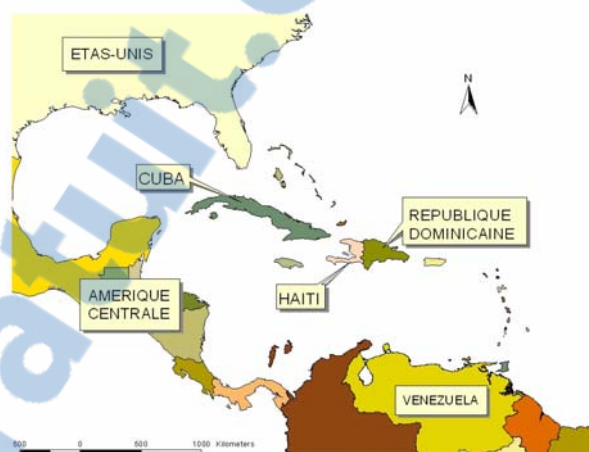 ETAS-UNIS
N
CUBA
REPUBLIQUE
DOMINICAINE
HAITI
AMERIQUE
CENTRALE
VENEZUELA
500 0 500 1000 Kilometers